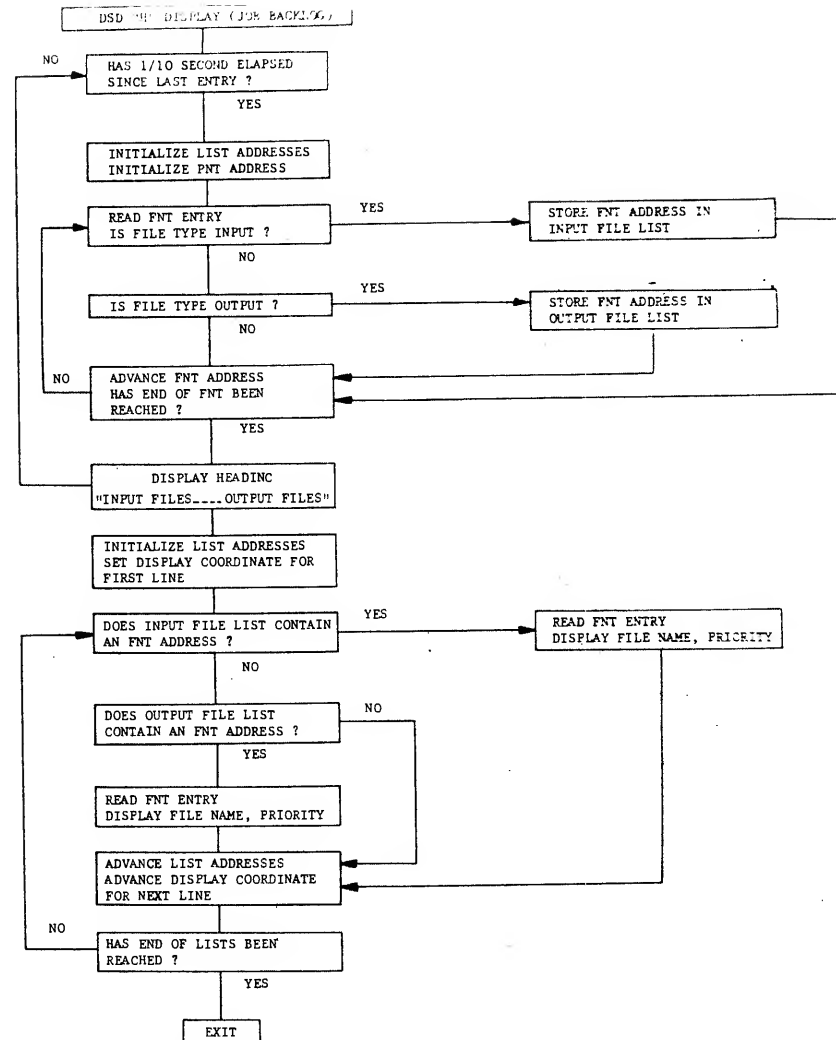 DSD "H" DISPLAY (JOB BACKLOG)
NO
HAS 1/10 SECOND ELAPSED
SINCE LAST ENTRY ?
YES
INITIALIZE LIST ADDRESSES
INITIALIZE PNT ADDRESS
READ FNT ENTRY
IS FILE TYPE INPUT ?
YES
STORE FNT ADDRESS IN
INPUT FILE LIST
NO
IS FILE TYPE OUTPUT ?
YES
STORE FNT ADDRESS IN
OUTPUT FILE LIST
NO
NO
ADVANCE FNT ADDRESS
HAS END OF FNT BEEN
REACHED ?
YES
DISPLAY HEADING
"INPUT FILES____OUTPUT FILES"
INITIALIZE LIST ADDRESSES
SET DISPLAY COORDINATE FOR
FIRST LINE
DOES INPUT FILE LIST CONTAIN
AN FNT ADDRESS ?
YES
READ FNT ENTRY
DISPLAY FILE NAME, PRIORITY
NO
DOES OUTPUT FILE LIST
CONTAIN AN FNT ADDRESS ?
NO
YES
READ FNT ENTRY
DISPLAY FILE NAME, PRIORITY
ADVANCE LIST ADDRESSES
ADVANCE DISPLAY COORDINATE
FOR NEXT LINE
NO
HAS END OF LISTS BEEN
REACHED ?
YES
EXIT